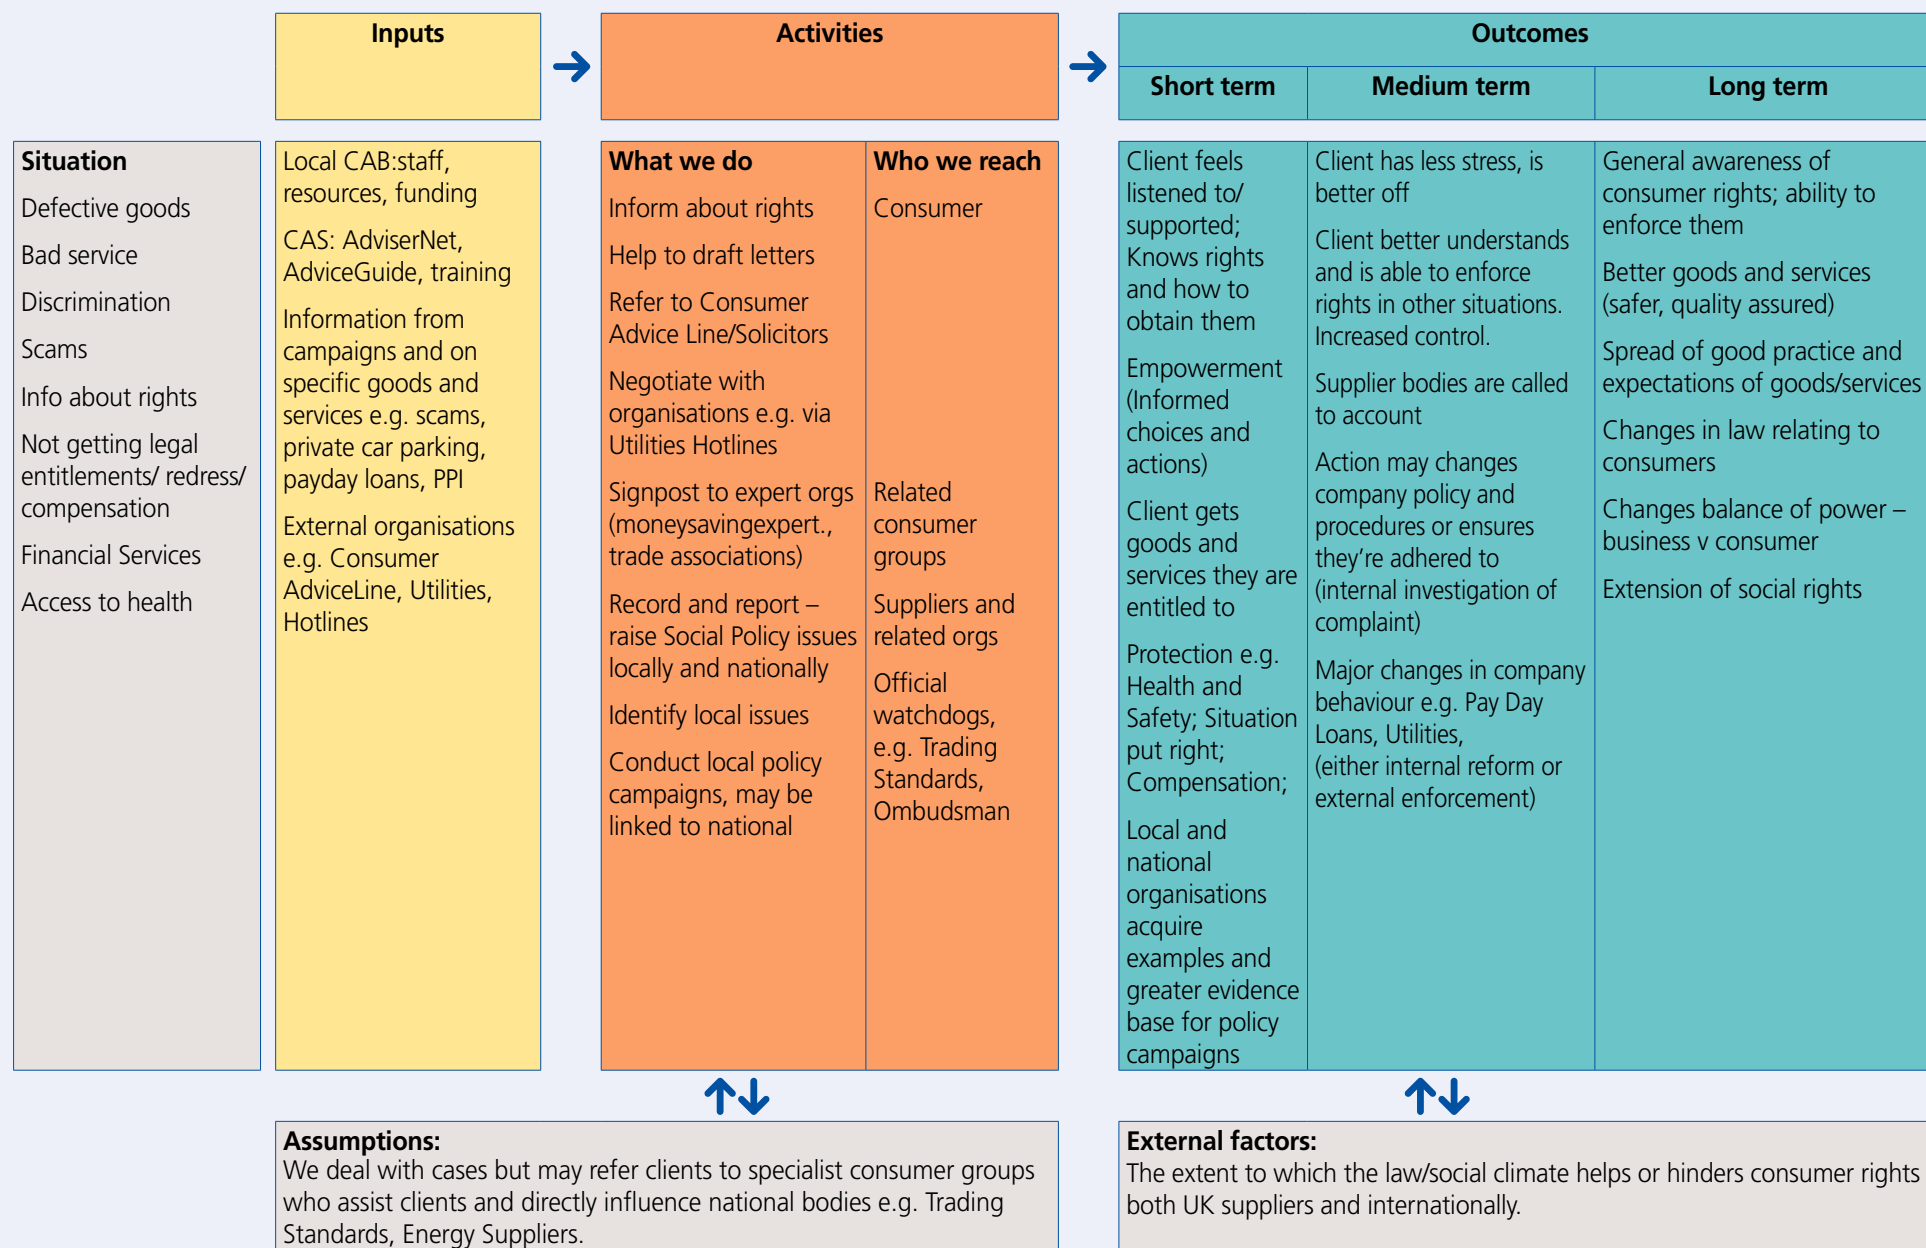 Inputs
Activities
Outcomes
Short term
Medium term
Long term
Situation
Defective goods
Bad service
Discrimination
Scams
Info about rights
Not getting legal
entitlements/ redress/
compensation
Financial Services
Access to health
Local CAB:staff,
resources, funding
CAS: AdviserNet,
AdviceGuide, training
Information from
campaigns and on
specific goods and
services e.g. scams,
private car parking,
payday loans, PPI
External organisations
e.g. Consumer
AdviceLine, Utilities,
Hotlines
What we do
Inform about rights
Help to draft letters
Refer to Consumer
Advice Line/Solicitors
Negotiate with
organisations e.g. via
Utilities Hotlines
Signpost to expert orgs
(moneysavingexpert.,
trade associations)
Record and report –
raise Social Policy issues
locally and nationally
Identify local issues
Conduct local policy
campaigns, may be
linked to national
Who we reach
Consumer
Related
consumer
groups
Suppliers and
related orgs
Official
watchdogs,
e.g. Trading
Standards,
Ombudsman
Client feels
listened to/
supported;
Knows rights
and how to
obtain them
Empowerment
(Informed
choices and
actions)
Client gets
goods and
services they are
entitled to
Protection e.g.
Health and
Safety; Situation
put right;
Compensation;
Local and
national
organisations
acquire
examples and
greater evidence
base for policy
campaigns
Client has less stress, is
better off
Client better understands
and is able to enforce
rights in other situations.
Increased control.
Supplier bodies are called
to account
Action may changes
company policy and
procedures or ensures
they're adhered to
(internal investigation of
complaint)
Major changes in company
behaviour e.g. Pay Day
Loans, Utilities,
(either internal reform or
external enforcement)
General awareness of
consumer rights; ability to
enforce them
Better goods and services
(safer, quality assured)
Spread of good practice and
expectations of goods/services
Changes in law relating to
consumers
Changes balance of power –
business v consumer
Extension of social rights
Assumptions:
We deal with cases but may refer clients to specialist consumer groups
who assist clients and directly influence national bodies e.g. Trading
Standards, Energy Suppliers.
External factors:
The extent to which the law/social climate helps or hinders consumer rights
both UK suppliers and internationally.